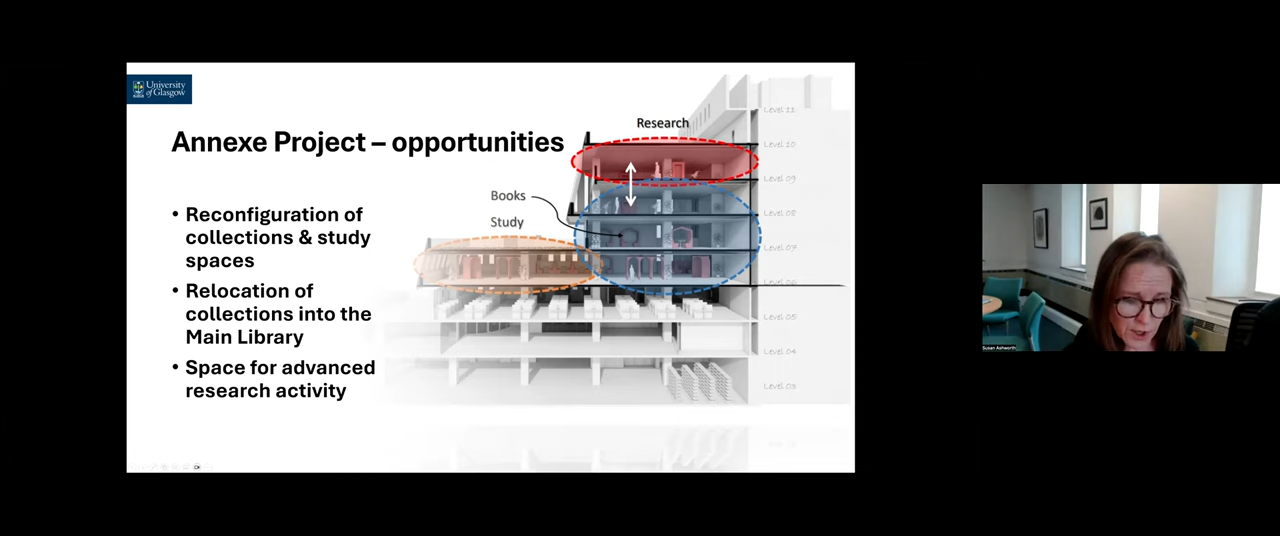 University
of Glasgow
Annexe Project – opportunities
• Reconfiguration of
collections & study
spaces
• Relocation of
collections into the
Main Library
• Space for advanced
research activity
Research
Books
Study
Level 11
Level 10
Level 09
Level 08
Level 07
Level 06
Level 05
Level 04
Level 03
Susan Ashworth